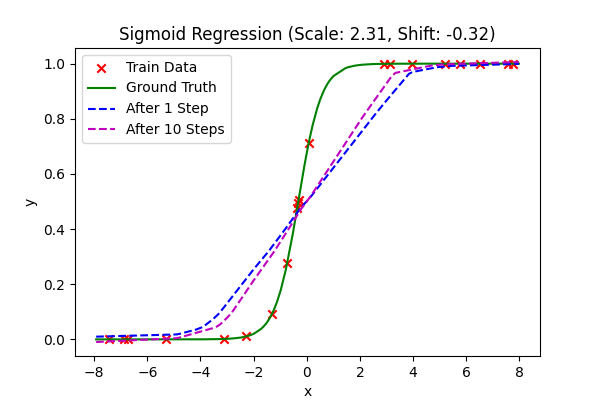 Sigmoid Regression (Scale: 2.31, Shift: -0.32)
Train Data
Ground Truth
After 1 Step
After 10 Steps
1.0
0.8
0.6
0.4
0.2
0.0
y
−8 −6 −4 −2 0 2 4 6 8
x